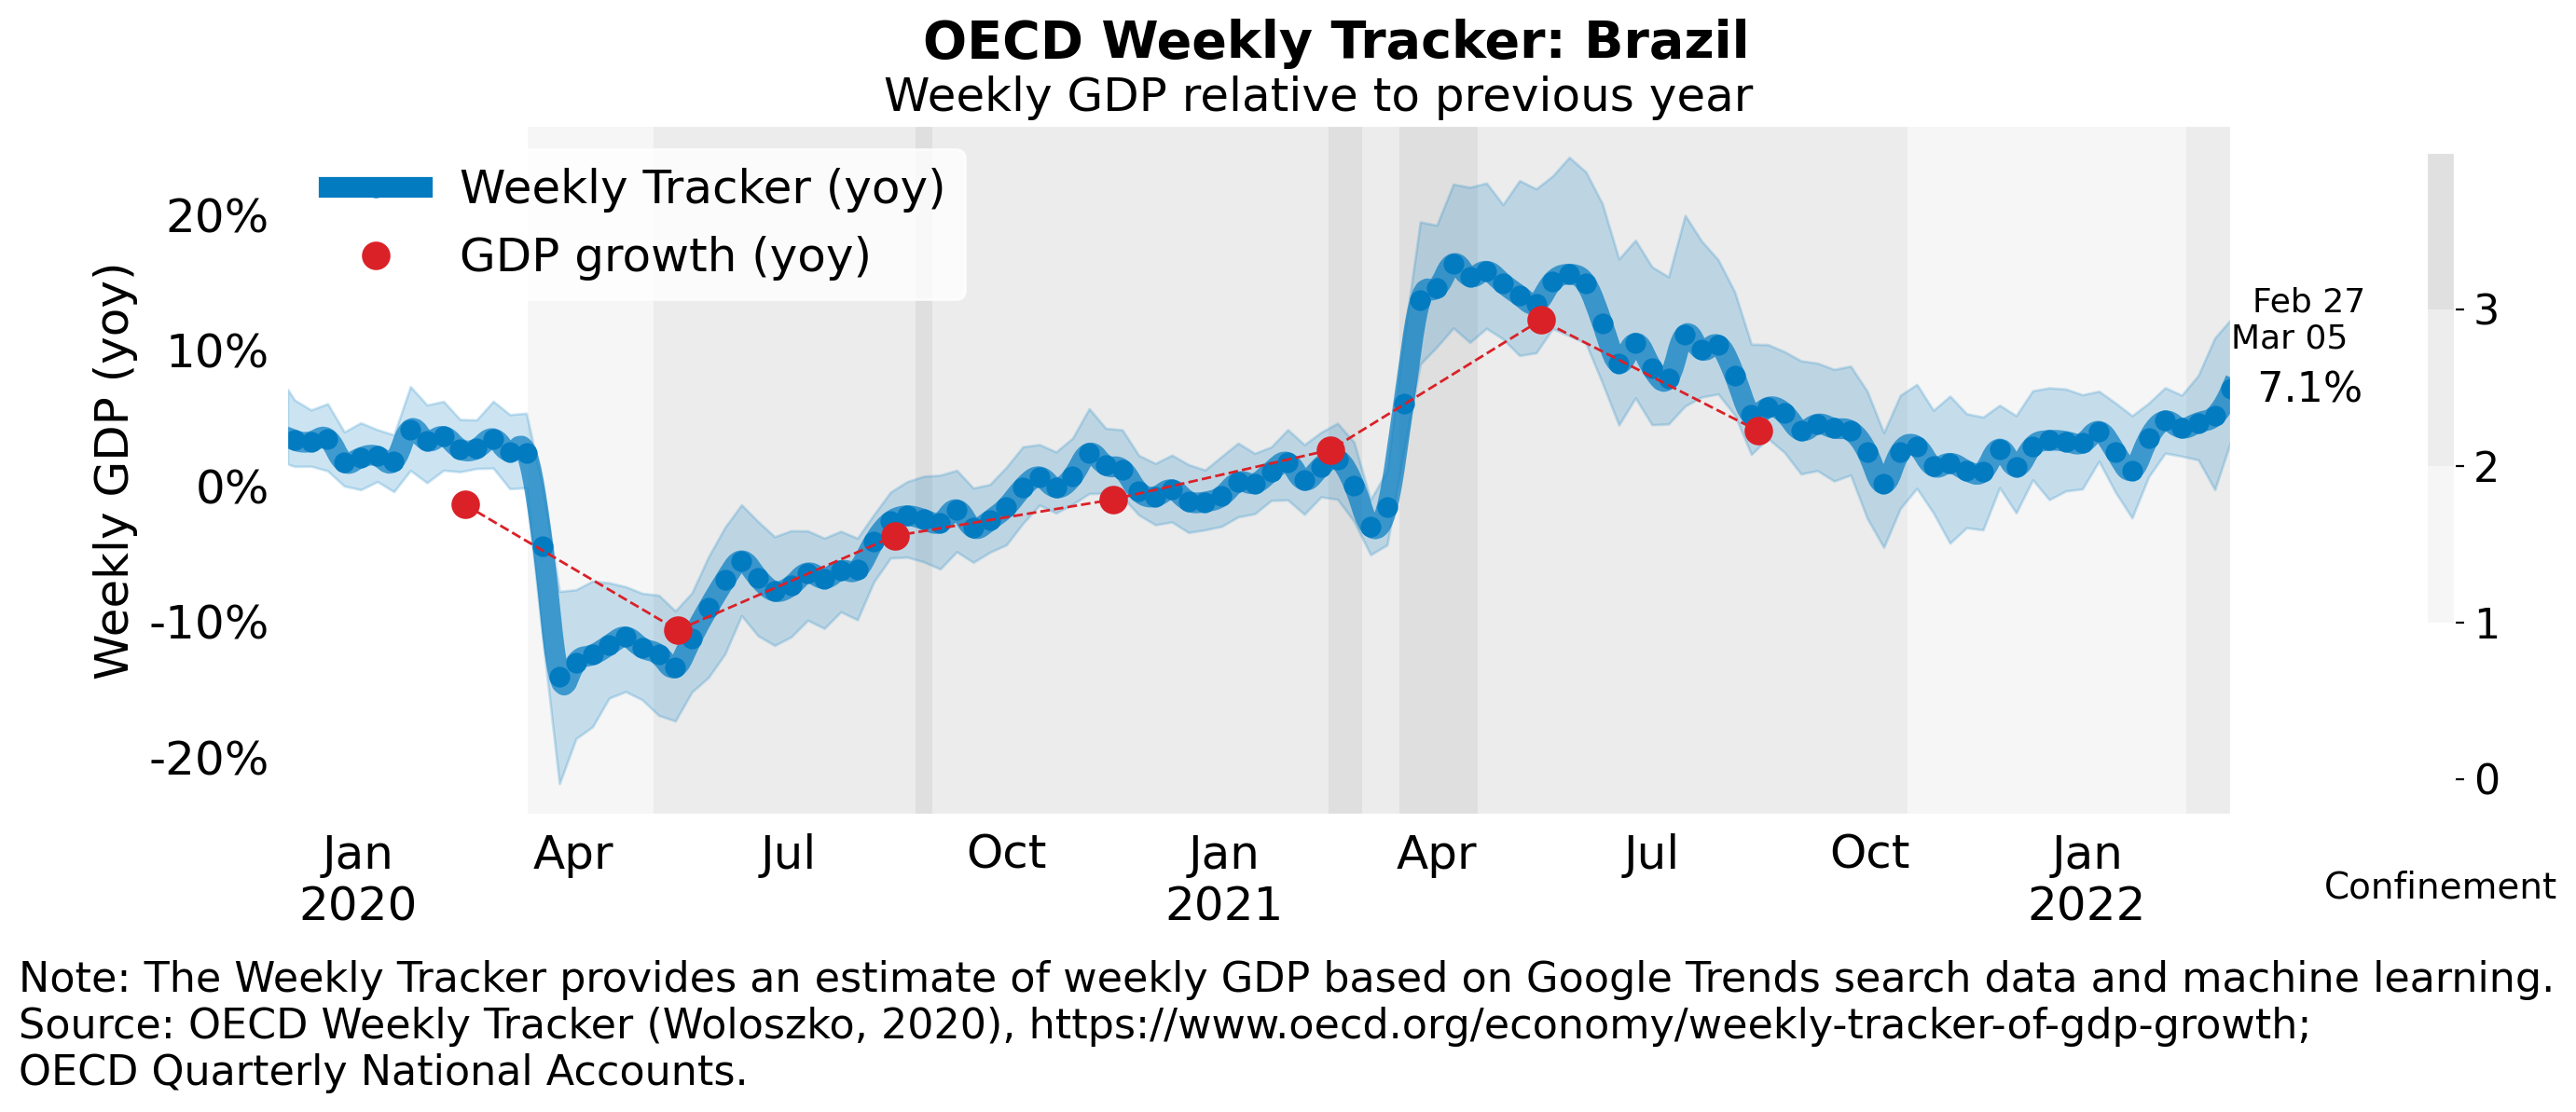 OECD Weekly Tracker: Brazil
Weekly GDP relative to previous year
Weekly Tracker (yoy)
GDP growth (yoy)
Weekly GDP (yoy)
20%
10%
0%
-10%
-20%
Jan
2020
Apr
Jul
Oct
Jan
2021
Apr
Jul
Oct
Jan
2022
Feb 27
Mar 05
7.1%
3
2
1
0
Confinement
Note: The Weekly Tracker provides an estimate of weekly GDP based on Google Trends search data and machine learning.
Source: OECD Weekly Tracker (Woloszko, 2020), https://www.oecd.org/economy/weekly-tracker-of-gdp-growth;
OECD Quarterly National Accounts.